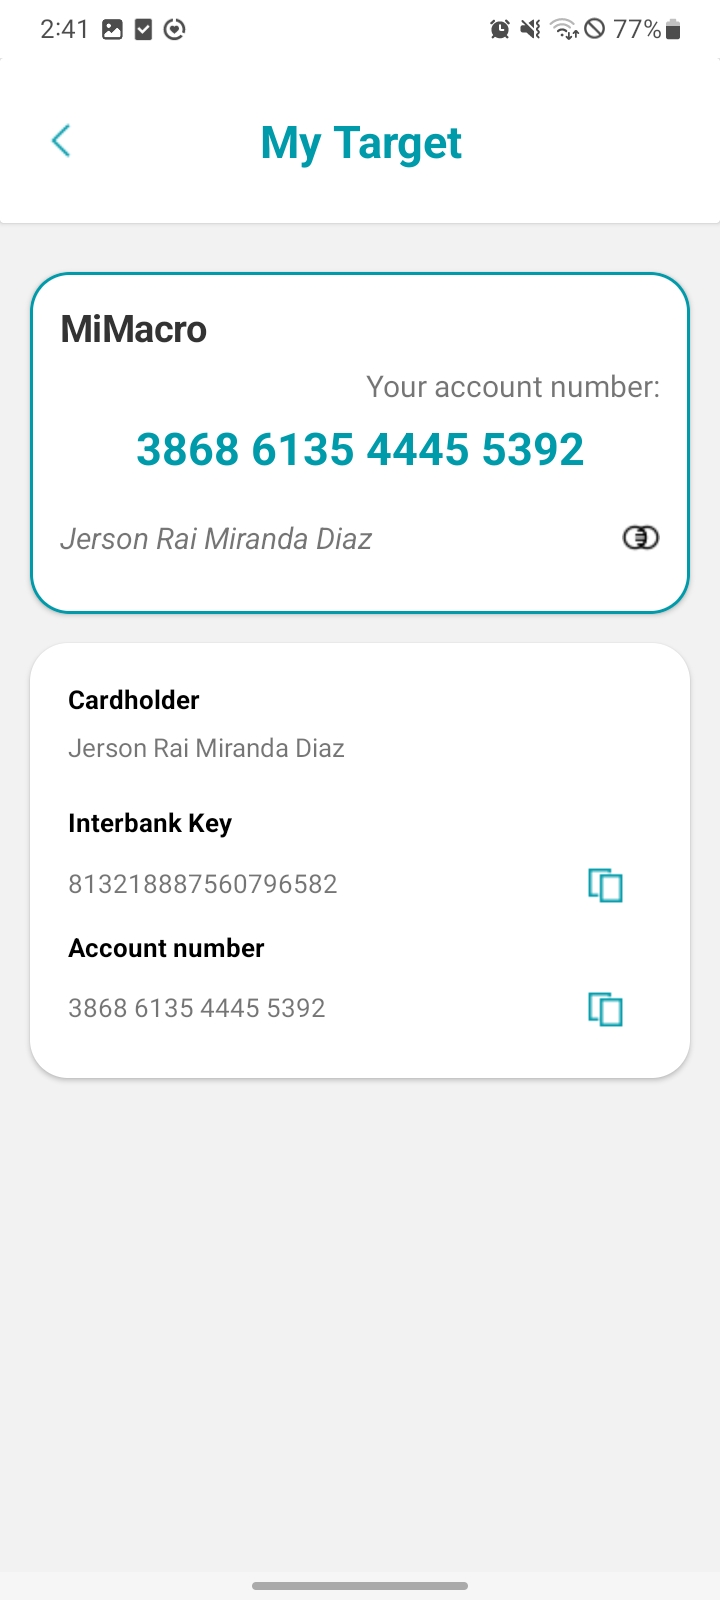 2:41 77%
My Target
MiMacro
Your account number:
3868 6135 4445 5392
Jerson Rai Miranda Diaz
Cardholder
Jerson Rai Miranda Diaz
Interbank Key
813218887560796582
Account number
3868 6135 4445 5392